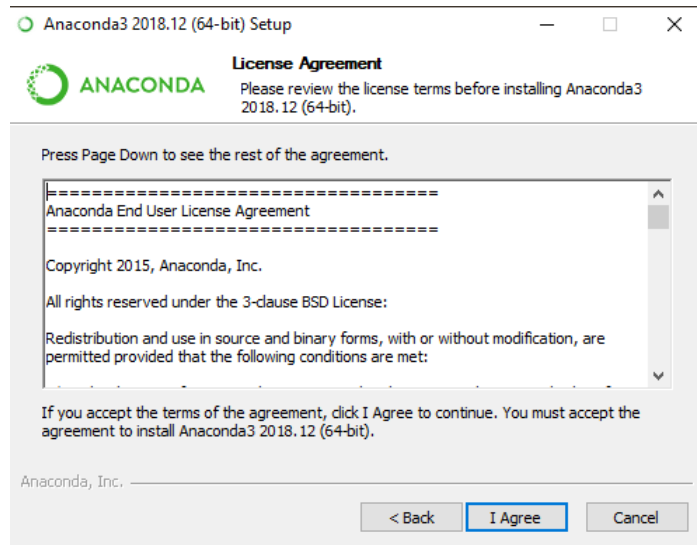 Anaconda3 2018.12 (64-bit) Setup
ANACONDA
License Agreement
Please review the license terms before installing Anaconda3
2018.12 (64-bit).
Press Page Down to see the rest of the agreement.
===================================
Anaconda End User License Agreement
===================================
Copyright 2015, Anaconda, Inc.
All rights reserved under the 3-clause BSD License:
Redistribution and use in source and binary forms, with or without modification, are
permitted provided that the following conditions are met:
If you accept the terms of the agreement, click I Agree to continue. You must accept the
agreement to install Anaconda3 2018.12 (64-bit).
Anaconda, Inc.
< Back
I Agree
Cancel